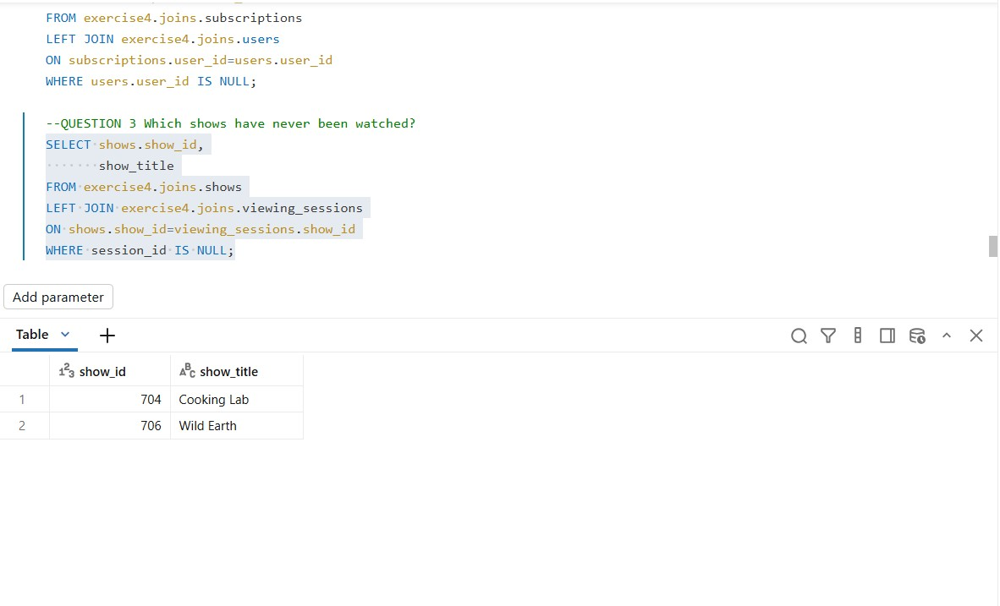 FROM exercise4.joins.subscriptions
LEFT JOIN exercise4.joins.users
ON subscriptions.user_id=users.user_id
WHERE users.user_id IS NULL;
--QUESTION 3 Which shows have never been watched?
SELECT shows.show_id,
show_title
FROM exercise4.joins.shows
LEFT JOIN exercise4.joins.viewing_sessions
ON shows.show_id=viewing_sessions.show_id
WHERE session_id IS NULL;
Add parameter
Table
show_id show_title
1 704 Cooking Lab
2 706 Wild Earth